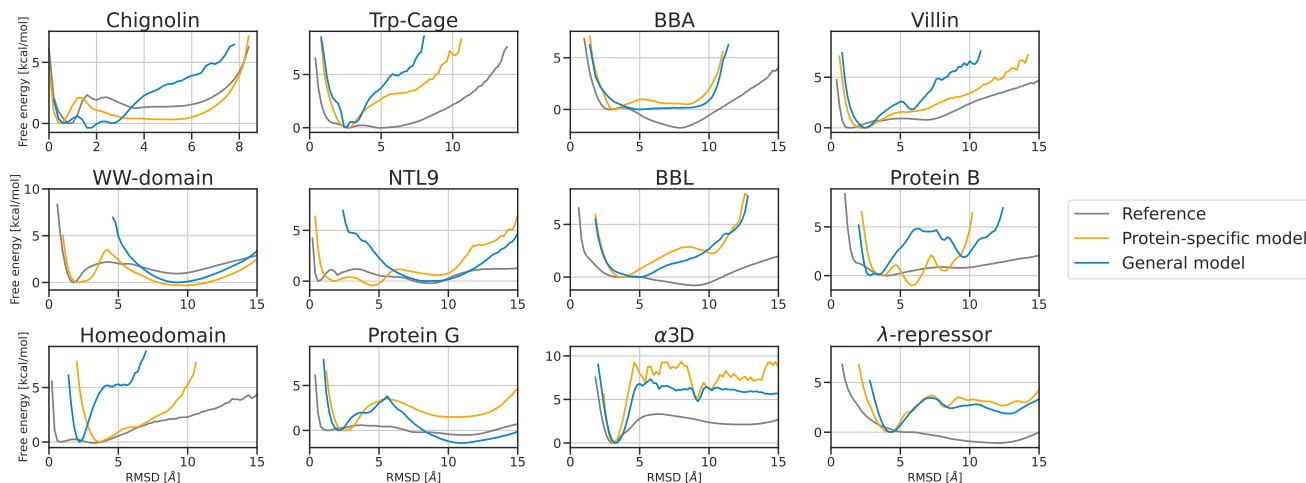 Chignolin Trp-Cage BBA Villin
Free energy [kcal/mol]
5
0
0 2 4 6 8
5
0
0 5 10
5
0
0 5 10 15
5
0
0 5 10 15
WW-domain NTL9 BBL Protein B
Free energy [kcal/mol]
10
5
0
0 5 10 15
5
0
0 5 10 15
5
0
0 5 10 15
5
0
0 5 10 15
Reference
Protein-specific model
General model
Homeodomain Protein G α3D λ-repressor
Free energy [kcal/mol]
5
0
0 5 10 15
RMSD [Å]
5
0
0 5 10 15
RMSD [Å]
10
5
0
0 5 10 15
RMSD [Å]
5
0
0 5 10 15
RMSD [Å]